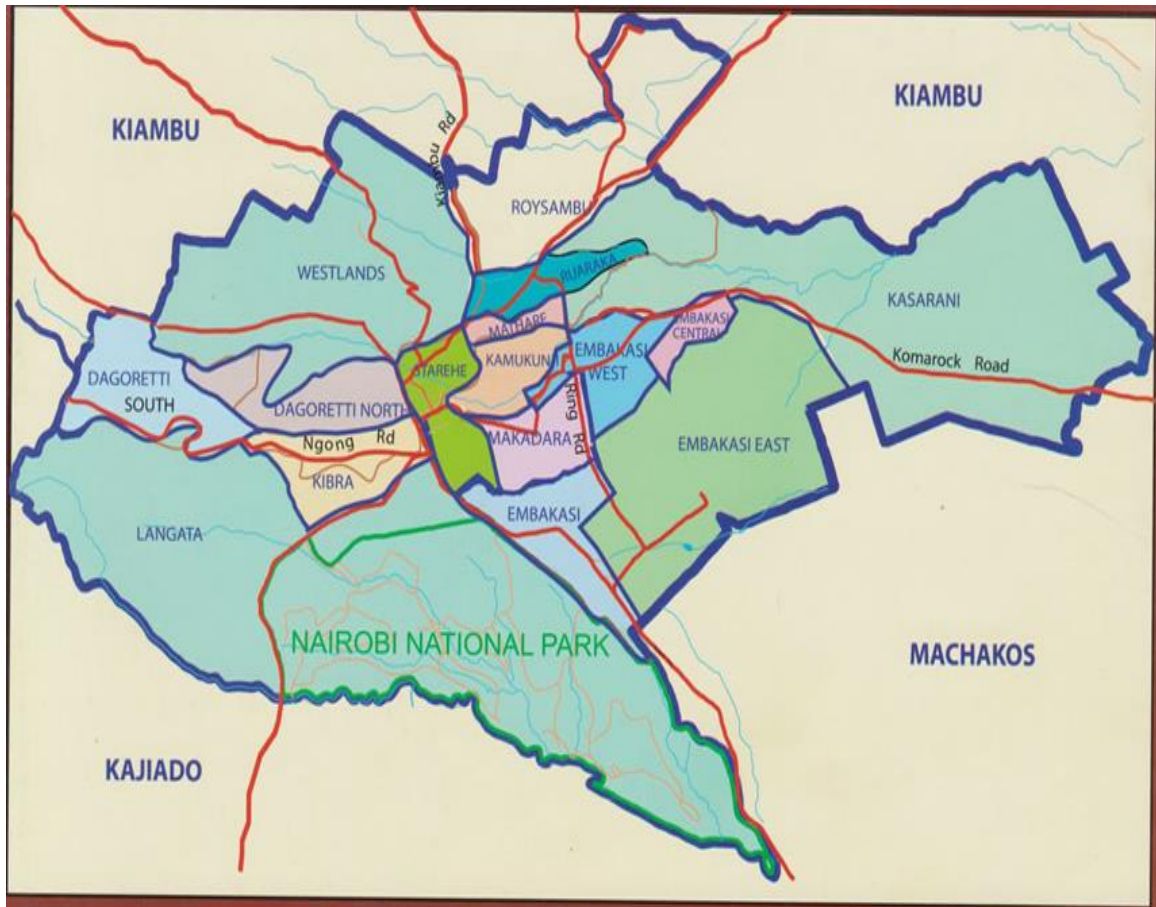 KIAMBU
KIAMBU
Kiambu Rd
ROYSAMBU
WESTLANDS
RUARAKA
KASARANI
MATHARE
EMBAKASI
CENTRAL
KAMUKUNJI
EMBAKASI
WEST
STAREHE
Komarock Road
DAGORETTI
SOUTH
DAGORETTI NORTH
Ring Rd
Ngong Rd
MAKADARA
EMBAKASI EAST
KIBRA
EMBAKASI
LANGATA
NAIROBI NATIONAL PARK
MACHAKOS
KAJIADO